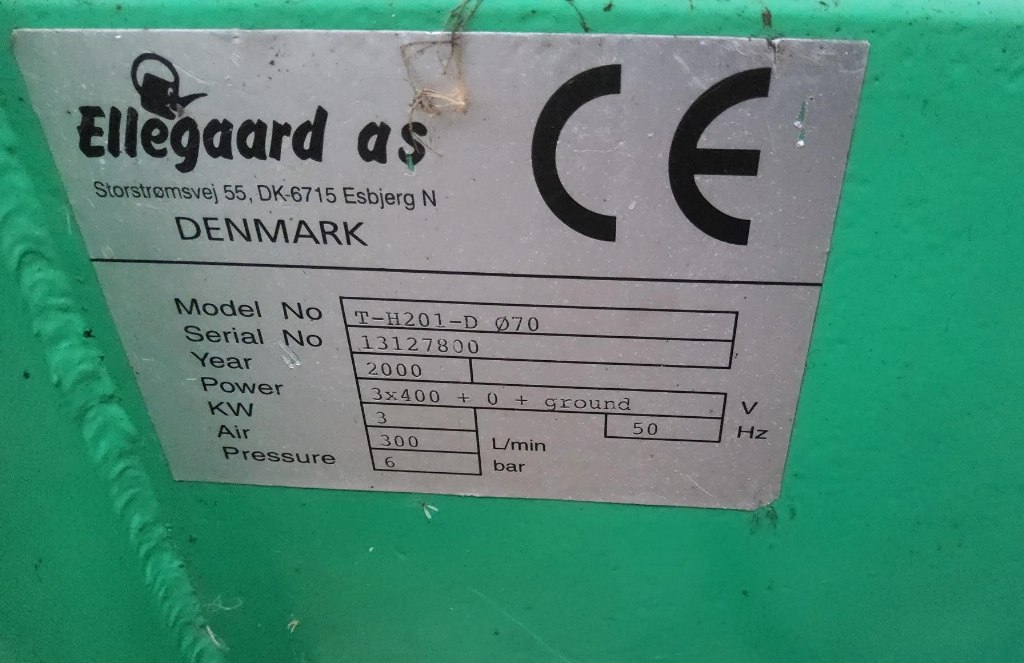 Ellegaard as
Storstrømsvej 55, DK-6715 Esbjerg N
DENMARK
CE
Model No T-H201-D Ø70
Serial No 13127800
Year 2000
Power 3x400 + 0 + ground V
KW 3 50 Hz
Air 300 L/min
Pressure 6 bar